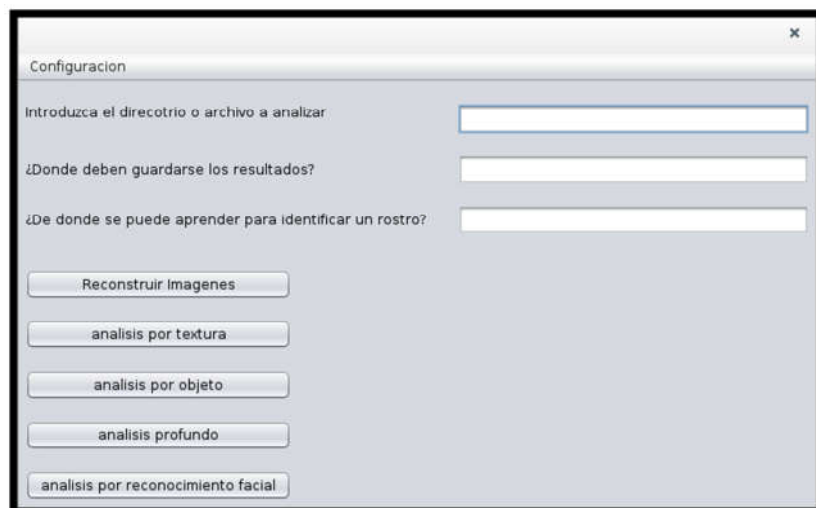 Configuracion
Introduzca el direcotrio o archivo a analizar
¿Donde deben guardarse los resultados?
¿De donde se puede aprender para identificar un rostro?
Reconstruir Imagenes
analisis por textura
analisis por objeto
analisis profundo
analisis por reconocimiento facial